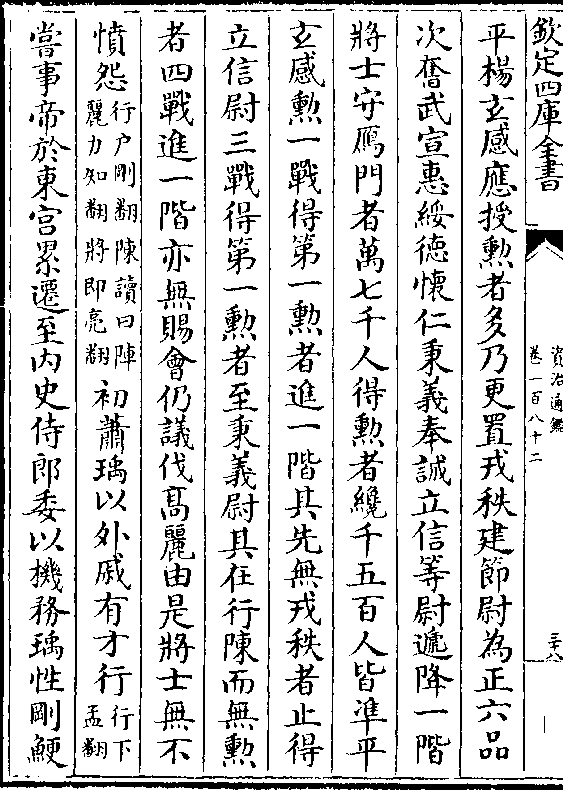 欽定四庫全書
資治通鑑
卷一百八十二
三十八
平楊玄感應授勲者多乃更置戎秩建節尉為正六品
次奮武宣惠綏德懷仁秉義奉誠立信等尉遞降一階
將士守鴈門者萬七千人得勲者纔千五百人皆準平
玄感勲一戰得第一勲者進一階其先無戎秩者止得
立信尉三戰得第一勲者至秉義尉其在行陳而無勲
者四戰進一階亦無賜會仍議伐髙麗由是將士無不
憤怨行户剛翻陳讀曰陣麗力知翻將即亮翻初蕭瑀以外戚有才行行下孟翻
嘗事帝於東宮累遷至内史侍郎委以機務瑀性剛鯁